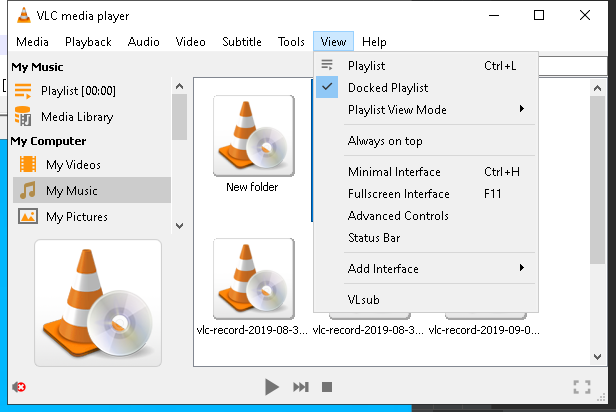 VLC media player
Media Playback Audio Video Subtitle Tools View Help
My Music
Playlist [00:00]
Media Library
My Computer
My Videos
My Music
My Pictures
Playlist Ctrl+L
Docked Playlist
Playlist View Mode
Always on top
Minimal Interface Ctrl+H
Fullscreen Interface F11
Advanced Controls
Status Bar
Add Interface
VLsub
New folder
vlc-record-2019-08-3... vlc-record-2019-08-3... vlc-record-2019-09-0...